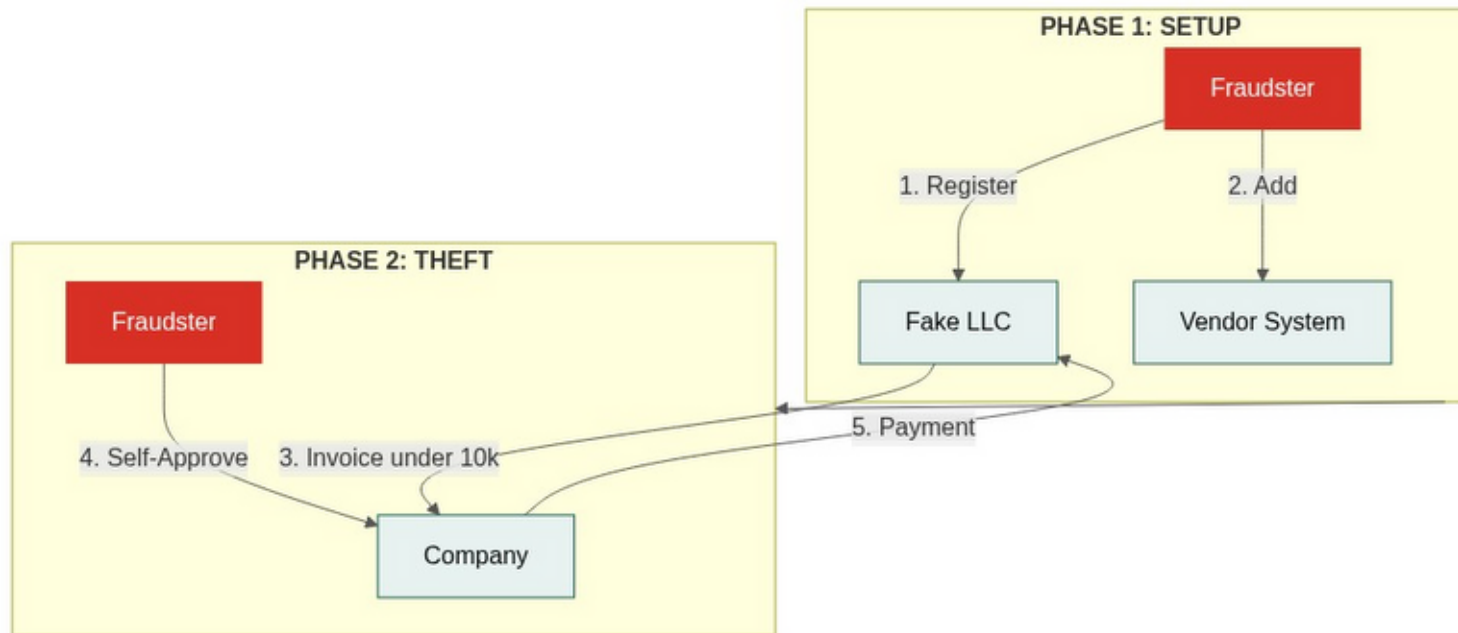 PHASE 1: SETUP
Fraudster
1. Register
2. Add
Fake LLC
Vendor System
PHASE 2: THEFT
Fraudster
4. Self-Approve
3. Invoice under 10k
5. Payment
Company